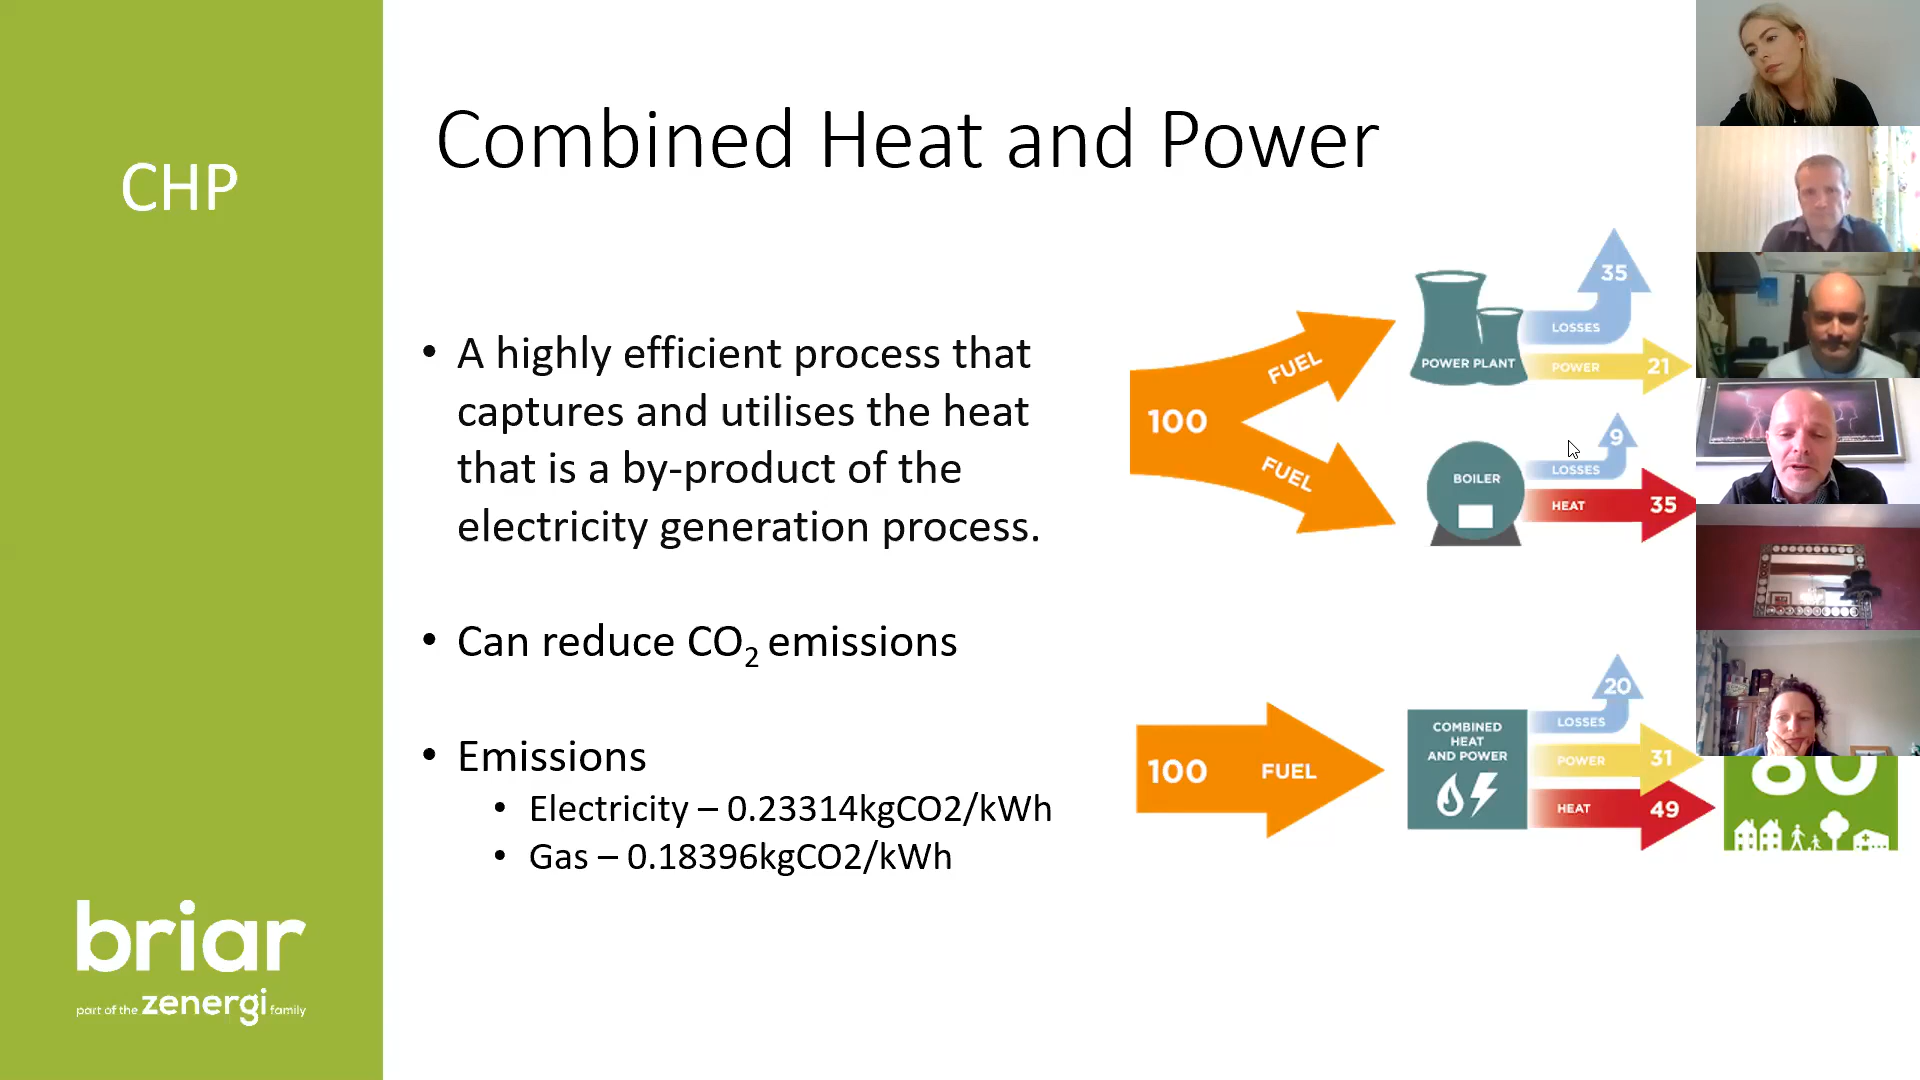 CHP
Combined Heat and Power
• A highly efficient process that
captures and utilises the heat
that is a by-product of the
electricity generation process.
• Can reduce CO2 emissions
• Emissions
• Electricity – 0.23314kgCO2/kWh
• Gas – 0.18396kgCO2/kWh
100
FUEL
FUEL
POWER PLANT
35
LOSSES
POWER 21
BOILER
9
LOSSES
HEAT 35
100 FUEL
COMBINED
HEAT
AND POWER
20
LOSSES
POWER 31
HEAT 49
80
briar
part of the zenergi family